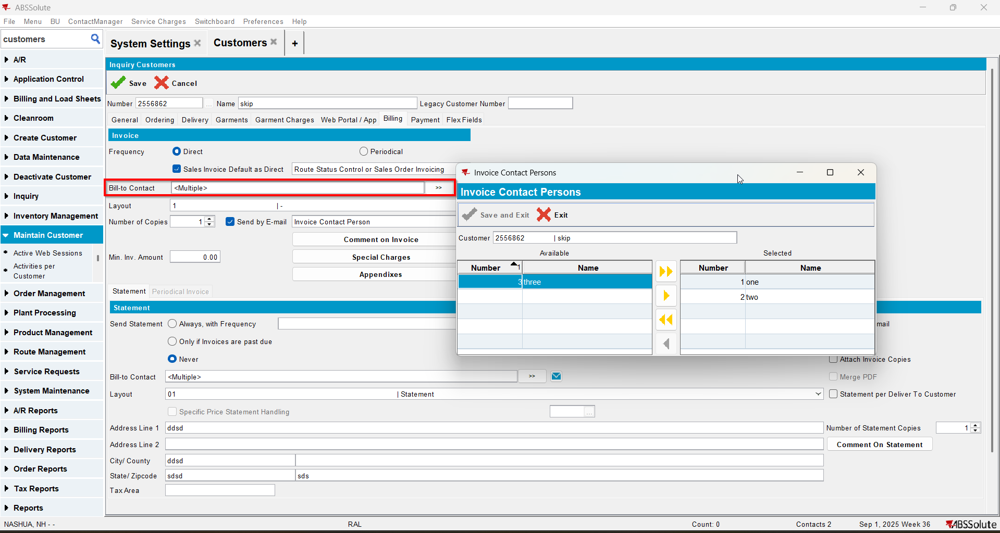 ABSSolute
File Menu BU ContactManager Service Charges Switchboard Preferences Help
customers
System Settings
Customers
+
A/R
Application Control
Billing and Load Sheets
Cleanroom
Create Customer
Data Maintenance
Deactivate Customer
Inquiry
Inventory Management
Maintain Customer
Active Web Sessions
Activities per
Customer
Order Management
Plant Processing
Product Management
Route Management
Service Requests
System Maintenance
A/R Reports
Billing Reports
Delivery Reports
Order Reports
Tax Reports
Reports
Inquiry Customers
Save Cancel
Number 2556862 ... Name skip Legacy Customer Number
General Ordering Delivery Garments Garment Charges Web Portal / App Billing Payment Flex Fields
Invoice
Frequency Direct Periodical
Sales Invoice Default as Direct Route Status Control or Sales Order Invoicing
Bill-to Contact <Multiple> >>
Layout 1 | -
Number of Copies 1 Send by E-mail Invoice Contact Person
Comment on Invoice
Min. Inv. Amount 0.00 Special Charges
Appendixes
Statement Periodical Invoice
Statement
Send Statement Always, with Frequency
mail
Only if Invoices are past due
Never
Attach Invoice Copies
Bill-to Contact <Multiple> >>
Merge PDF
Layout 01 | Statement
Statement per Deliver To Customer
Specific Price Statement Handling ...
Address Line 1 ddsd
Number of Statement Copies 1
Address Line 2
Comment On Statement
City/ County ddsd
State/ Zipcode sdsd sds
Tax Area
Invoice Contact Persons
Invoice Contact Persons
Save and Exit Exit
Customer 2556862 | skip
Available Selected
Number 1 Name Number Name
3 three 1 one
2 two
NASHUA, NH - - RAL Count: 0 Contacts 2 Sep 1, 2025 Week 36 ABSSolute